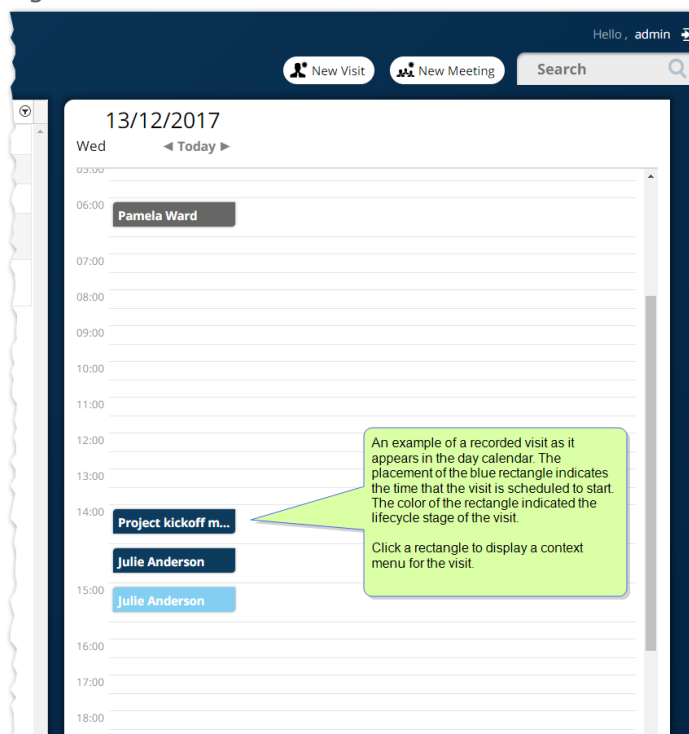 Hello, admin
New Visit
New Meeting
Search
13/12/2017
Wed
◄ Today ►
05:00
06:00
Pamela Ward
07:00
08:00
09:00
10:00
11:00
12:00
13:00
14:00
Project kickoff m...
Julie Anderson
15:00
Julie Anderson
16:00
17:00
18:00
An example of a recorded visit as it
appears in the day calendar. The
placement of the blue rectangle indicates
the time that the visit is scheduled to start.
The color of the rectangle indicated the
lifecycle stage of the visit.
Click a rectangle to display a context
menu for the visit.